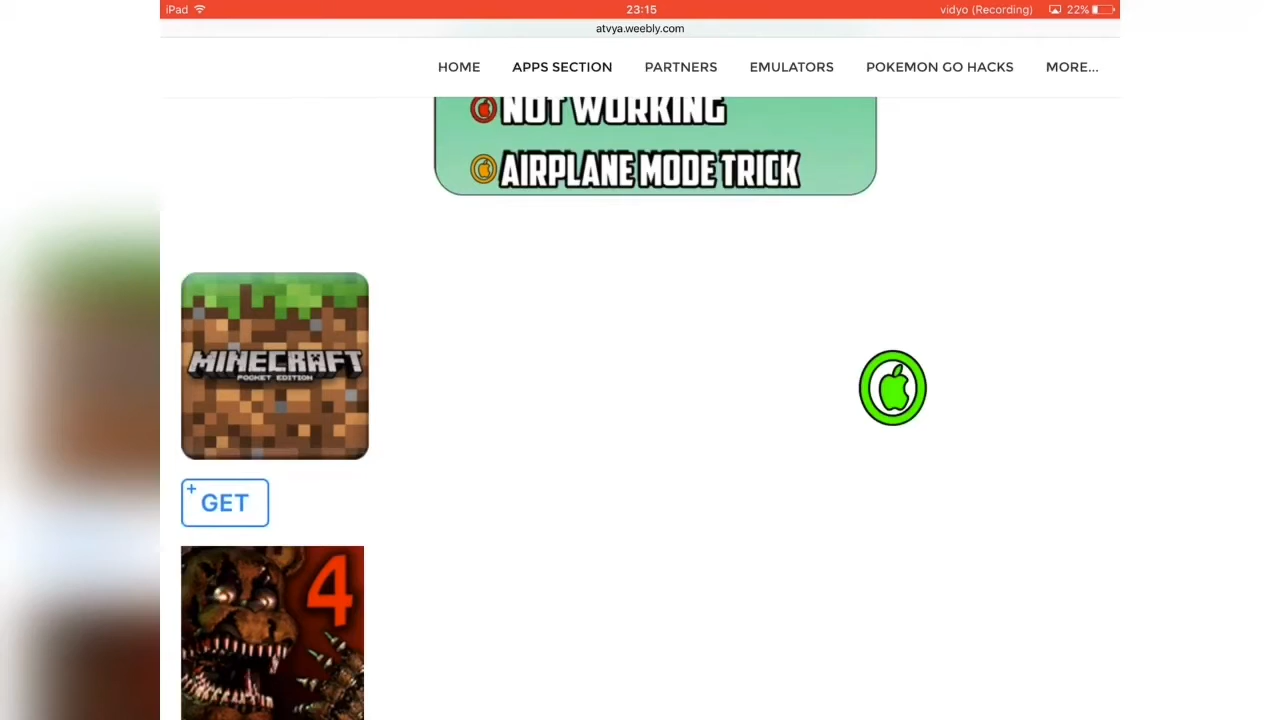 iPad 23:15 vidyo (Recording) 22%
atvya.weebly.com
HOME APPS SECTION PARTNERS EMULATORS POKEMON GO HACKS MORE...
NOT WORKING
AIRPLANE MODE TRICK
MINECRAFT
POCKET EDITION
+ GET
4